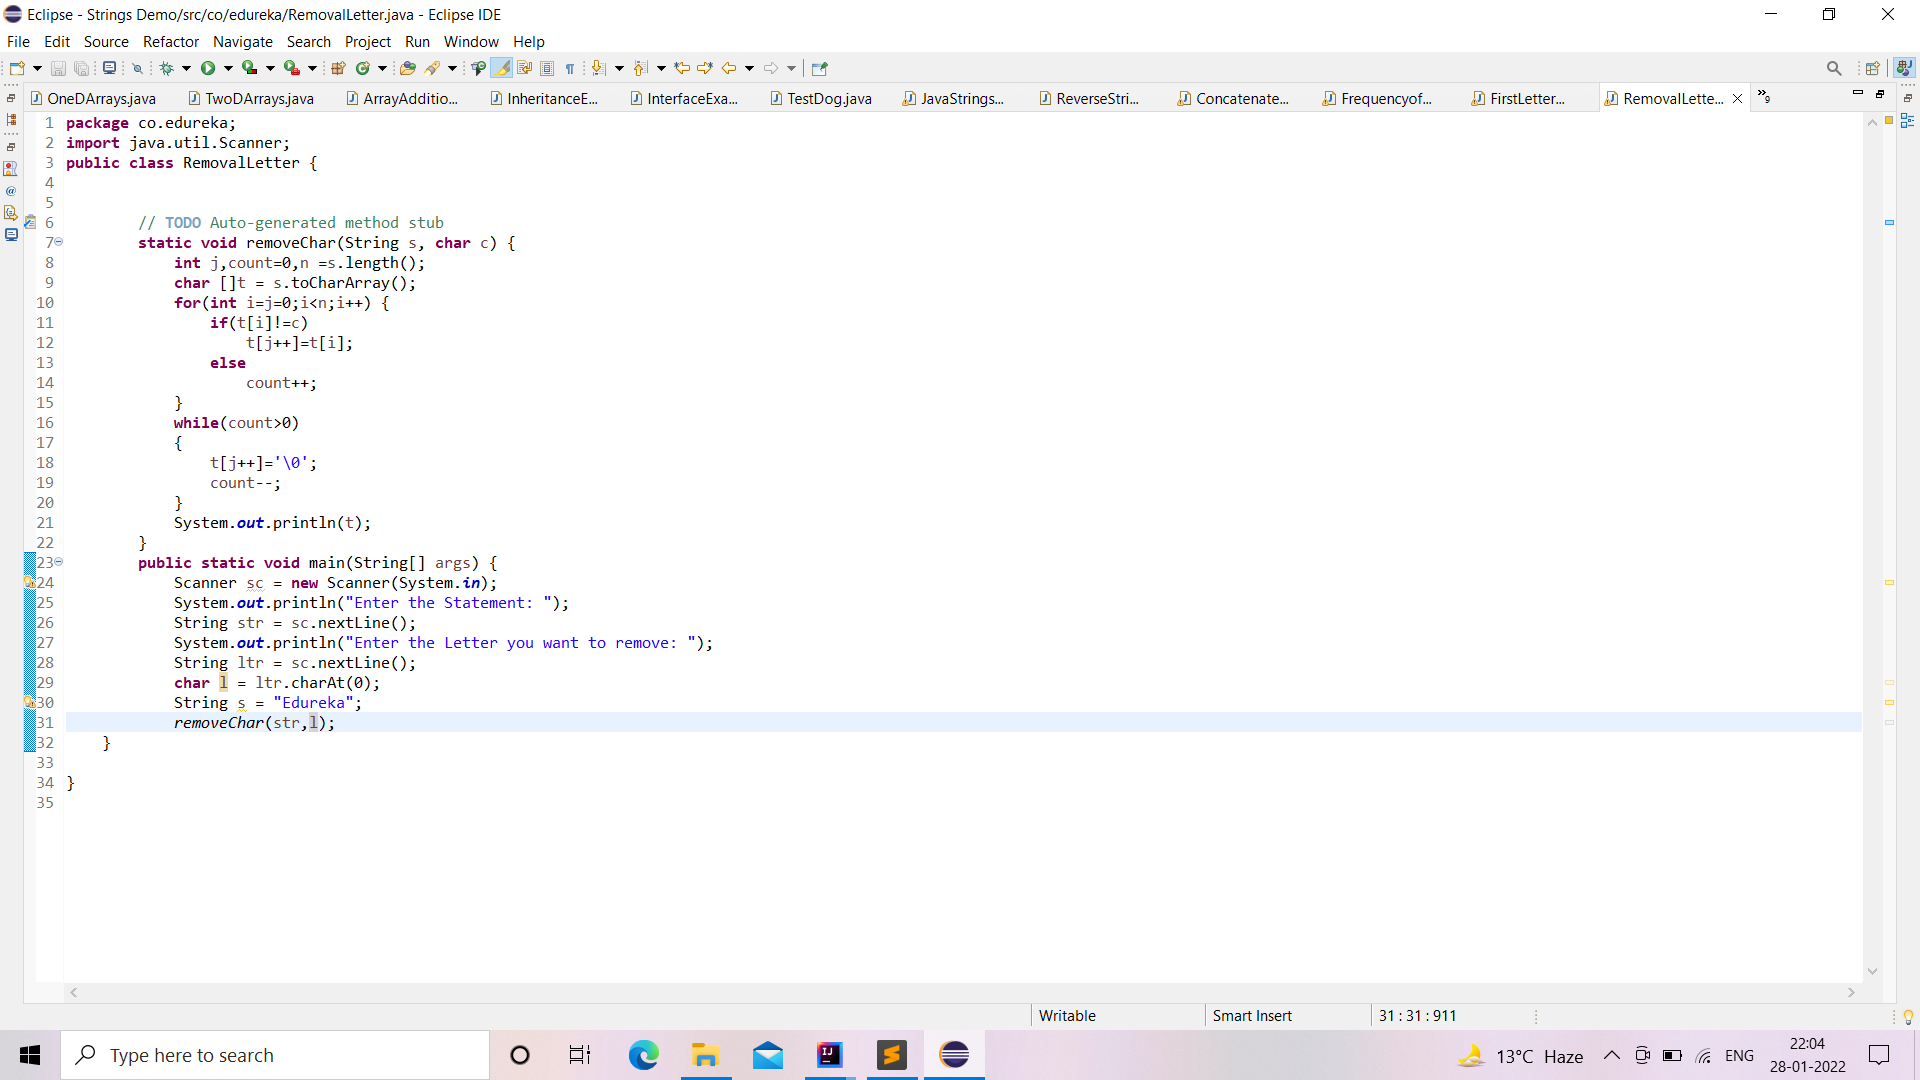 Eclipse - Strings Demo/src/co/edureka/RemovalLetter.java - Eclipse IDE
File Edit Source Refactor Navigate Search Project Run Window Help
OneDArrays.java TwoDArrays.java ArrayAdditio... InheritanceE... InterfaceExa... TestDog.java JavaStrings... ReverseStri... Concatenate... Frequencyof... FirstLetter... RemovalLette... »9
1 package co.edureka;
2 import java.util.Scanner;
3 public class RemovalLetter {
4
5
6 // TODO Auto-generated method stub
7 static void removeChar(String s, char c) {
8 int j,count=0,n =s.length();
9 char []t = s.toCharArray();
10 for(int i=j=0;i<n;i++) {
11 if(t[i]!=c)
12 t[j++]=t[i];
13 else
14 count++;
15 }
16 while(count>0)
17 {
18 t[j++]='\0';
19 count--;
20 }
21 System.out.println(t);
22 }
23 public static void main(String[] args) {
24 Scanner sc = new Scanner(System.in);
25 System.out.println("Enter the Statement: ");
26 String str = sc.nextLine();
27 System.out.println("Enter the Letter you want to remove: ");
28 String ltr = sc.nextLine();
29 char l = ltr.charAt(0);
30 String s = "Edureka";
31 removeChar(str,l);
32 }
33
34 }
35
Writable Smart Insert 31 : 31 : 911
Type here to search 13°C Haze ENG 22:04
28-01-2022